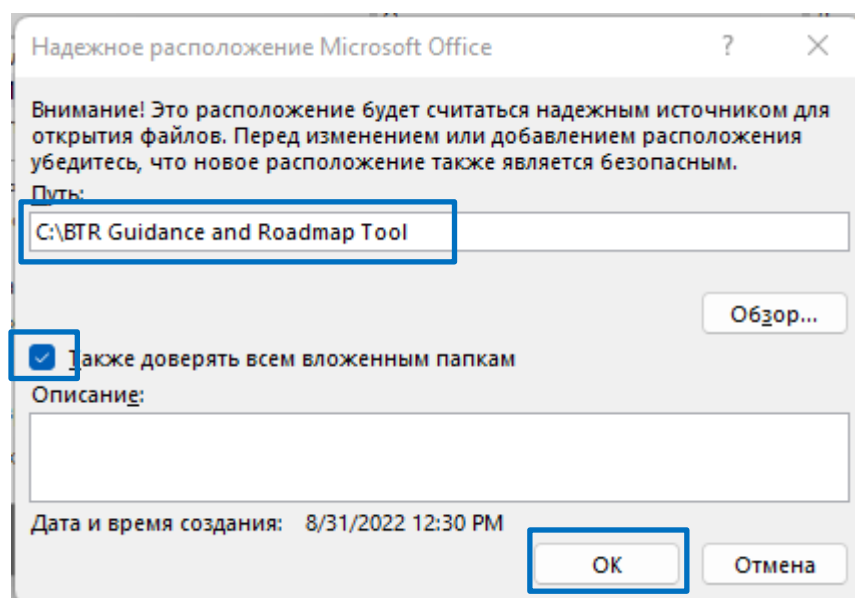 Надежное расположение Microsoft Office ?
Внимание! Это расположение будет считаться надежным источником для
открытия файлов. Перед изменением или добавлением расположения
убедитесь, что новое расположение также является безопасным.
Путь:
C:\BTR Guidance and Roadmap Tool
Обзор...
Также доверять всем вложенным папкам
Описание:
Дата и время создания: 8/31/2022 12:30 PM
ОК Отмена